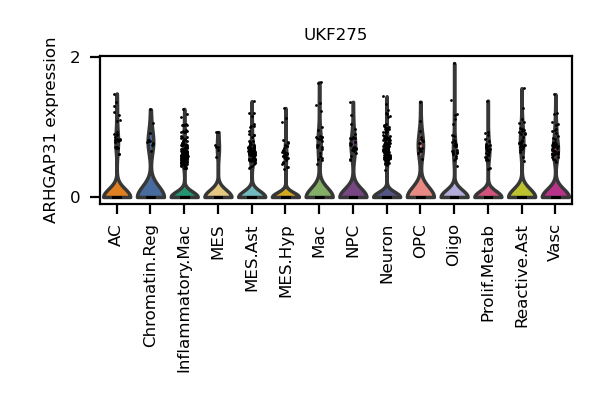 UKF275
ARHGAP31 expression
2
0
AC
Chromatin.Reg
Inflammatory.Mac
MES
MES.Ast
MES.Hyp
Mac
NPC
Neuron
OPC
Oligo
Prolif.Metab
Reactive.Ast
Vasc